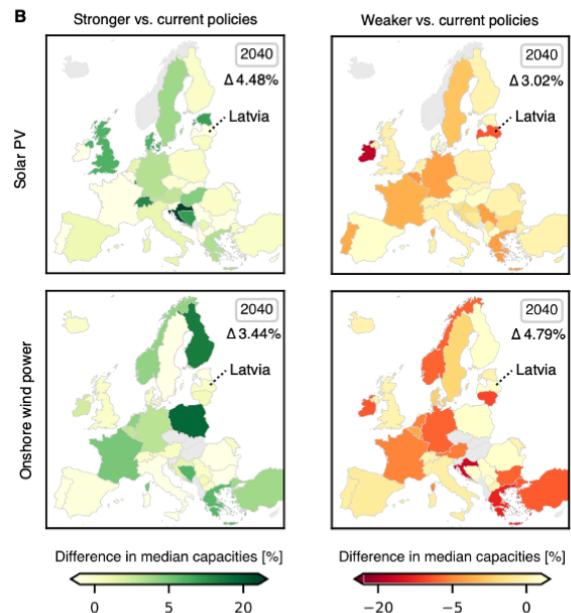 B
Stronger vs. current policies
Weaker vs. current policies
Solar PV
2040
Δ 4.48%
Latvia
2040
Δ 3.02%
Latvia
Onshore wind power
2040
Δ 3.44%
Latvia
2040
Δ 4.79%
Latvia
Difference in median capacities [%]
0 5 20
Difference in median capacities [%]
−20 −5 0